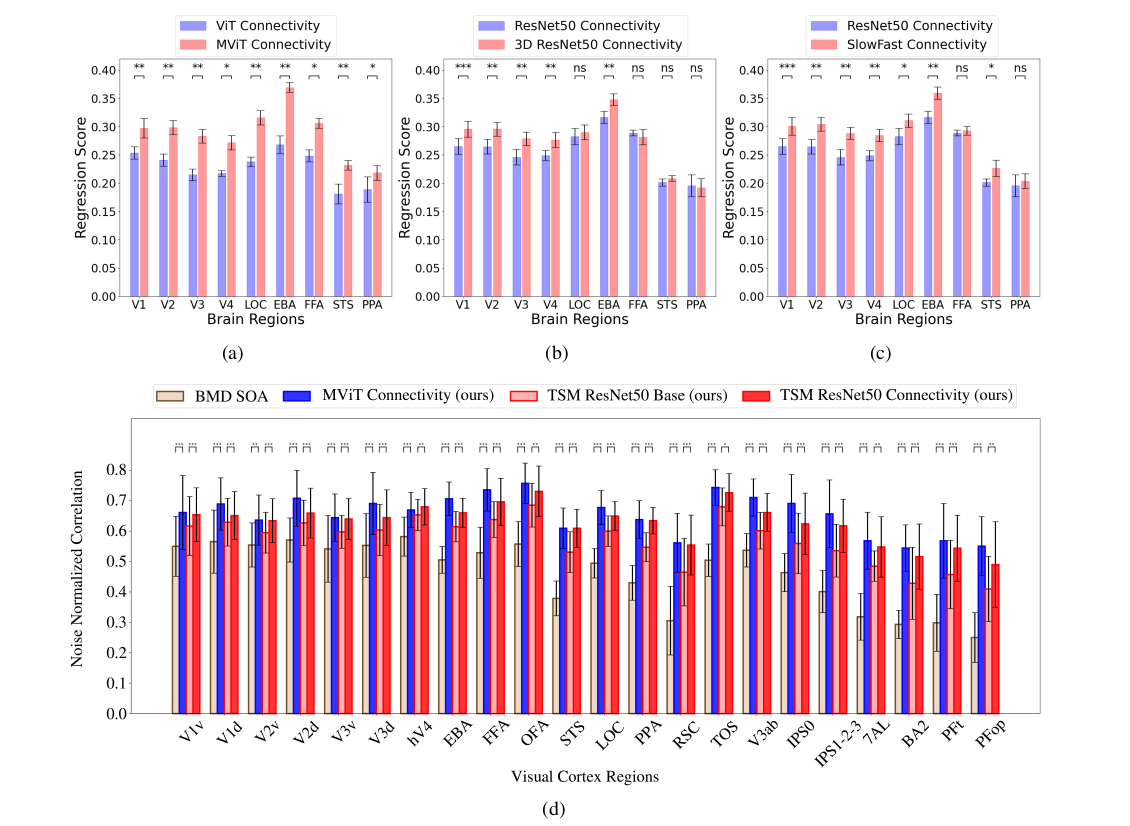 ViT Connectivity
MViT Connectivity
0.40
0.35
0.30
0.25
0.20
0.15
0.10
0.05
0.00
Regression Score
** ** ** * ** ** * ** *
V1 V2 V3 V4 LOC EBA FFA STS PPA
Brain Regions
(a)
ResNet50 Connectivity
3D ResNet50 Connectivity
0.40
0.35
0.30
0.25
0.20
0.15
0.10
0.05
0.00
Regression Score
*** ** ** ** ns ** ns ns ns
V1 V2 V3 V4 LOC EBA FFA STS PPA
Brain Regions
(b)
ResNet50 Connectivity
SlowFast Connectivity
0.40
0.35
0.30
0.25
0.20
0.15
0.10
0.05
0.00
Regression Score
*** ** ** ** * ** ns * ns
V1 V2 V3 V4 LOC EBA FFA STS PPA
Brain Regions
(c)
BMD SOA MViT Connectivity (ours) TSM ResNet50 Base (ours) TSM ResNet50 Connectivity (ours)
0.8
0.7
0.6
0.5
0.4
0.3
0.2
0.1
0.0
Noise Normalized Correlation
V1v V1d V2v V2d V3v V3d hV4 EBA FFA OFA STS LOC PPA RSC TOS V3ab IPS0 IPS1-2-3 7AL BA2 PFt PFop
Visual Cortex Regions
(d)